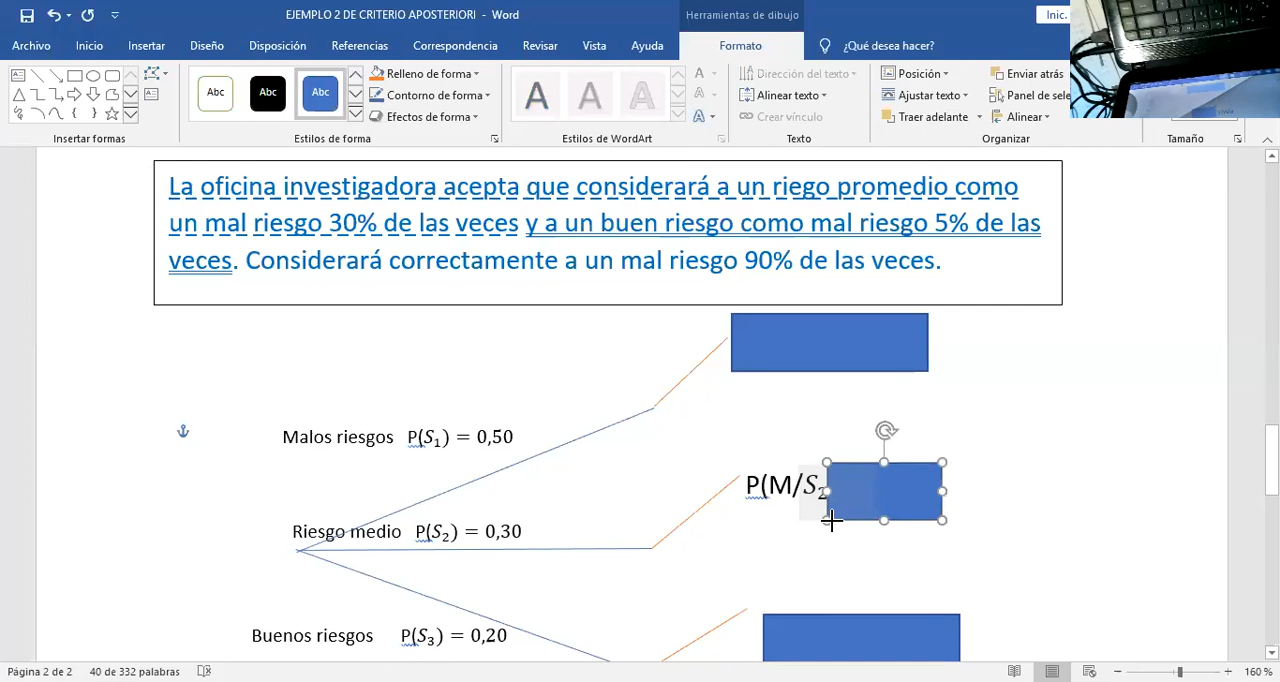 EJEMPLO 2 DE CRITERIO APOSTERIORI - Word
Herramientas de dibujo
Inic.
Archivo Inicio Insertar Diseño Disposición Referencias Correspondencia Revisar Vista Ayuda Formato ¿Qué desea hacer?
Abc Abc Abc
Relleno de forma
Contorno de forma
Efectos de forma
A A A
Dirección del texto
Alinear texto
Crear vínculo
Posición
Ajustar texto
Traer adelante
Enviar atrás
Panel de sele
Alinear
Insertar formas Estilos de forma Estilos de WordArt Texto Organizar Tamaño
La oficina investigadora acepta que considerará a un riego promedio como
un mal riesgo 30% de las veces y a un buen riesgo como mal riesgo 5% de las
veces. Considerará correctamente a un mal riesgo 90% de las veces.
Malos riesgos P(S₁) = 0,50
P(M/S₂
Riesgo medio P(S₂) = 0,30
Buenos riesgos P(S₃) = 0,20
Página 2 de 2 40 de 332 palabras 160 %